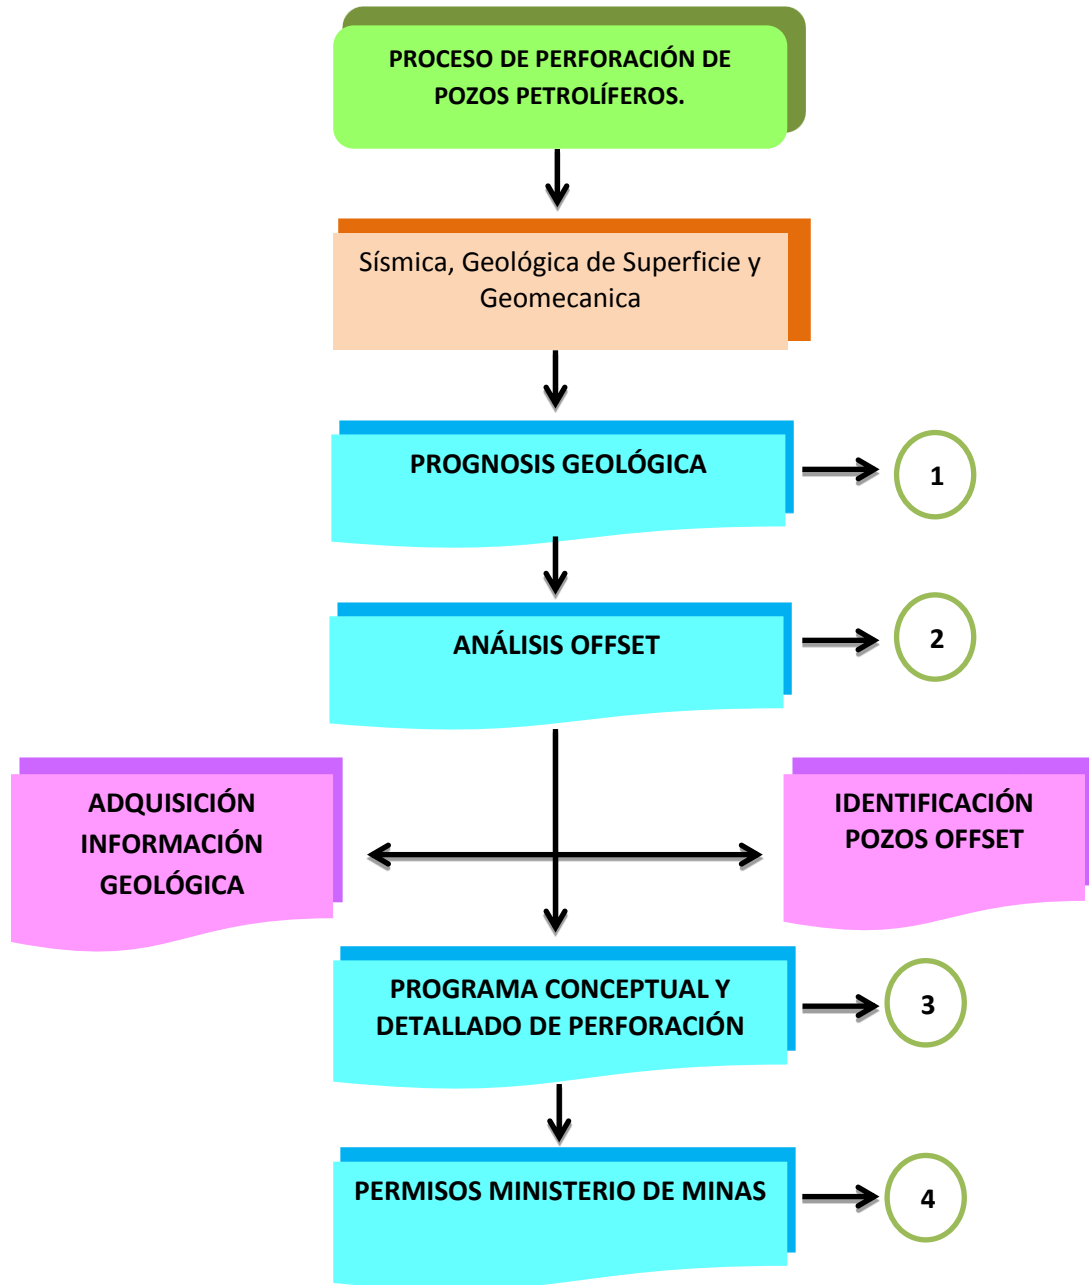 PROCESO DE PERFORACIÓN DE
POZOS PETROLÍFEROS.
Sísmica, Geológica de Superficie y
Geomecanica
PROGNOSIS GEOLÓGICA
1
ANÁLISIS OFFSET
2
ADQUISICIÓN
INFORMACIÓN
GEOLÓGICA
IDENTIFICACIÓN
POZOS OFFSET
PROGRAMA CONCEPTUAL Y
DETALLADO DE PERFORACIÓN
3
PERMISOS MINISTERIO DE MINAS
4